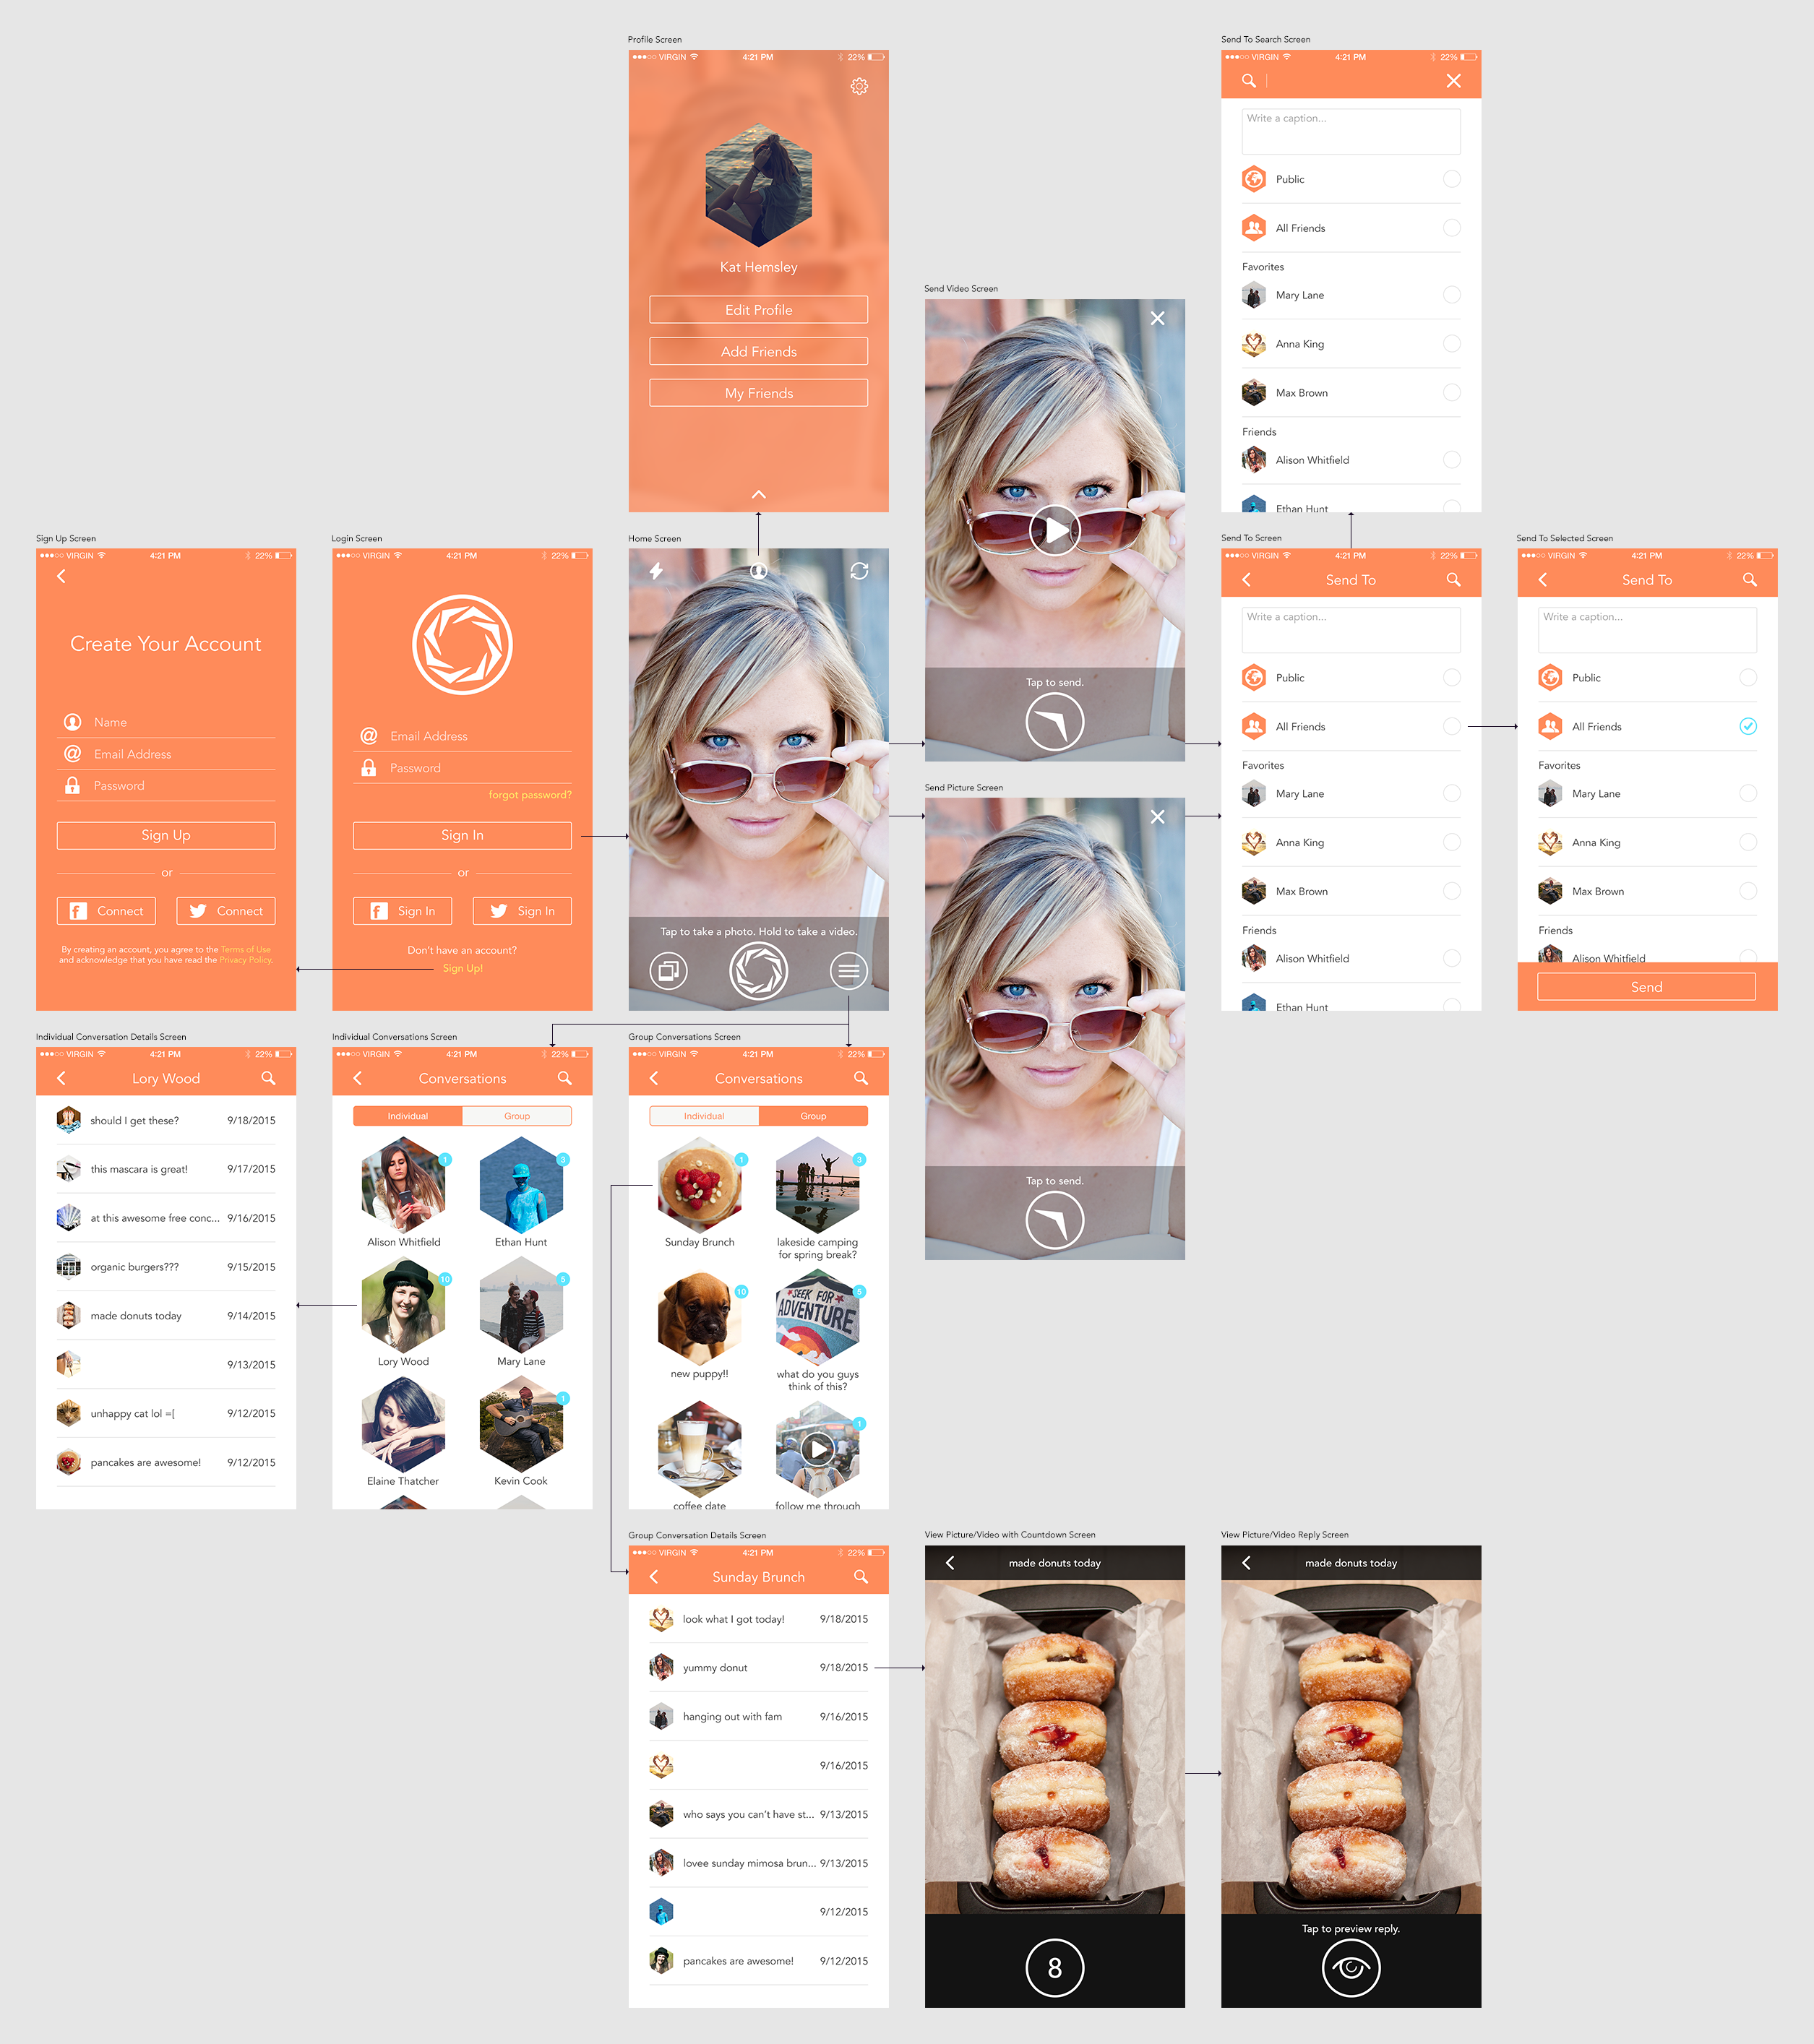 Profile Screen
VIRGIN 4:21 PM 22%
Kat Hemsley
Edit Profile
Add Friends
My Friends
Send Video Screen
Tap to send.
Send To Search Screen
VIRGIN 4:21 PM 22%
Write a caption...
Public
All Friends
Favorites
Mary Lane
Anna King
Max Brown
Friends
Alison Whitfield
Ethan Hunt
Sign Up Screen
VIRGIN 4:21 PM 22%
Create Your Account
Name
@ Email Address
Password
Sign Up
or
f Connect
Connect
By creating an account, you agree to the Terms of Use
and acknowledge that you have read the Privacy Policy.
Login Screen
VIRGIN 4:21 PM 22%
@ Email Address
Password
forgot password?
Sign In
or
f Sign In
Sign In
Don't have an account?
Sign Up!
Home Screen
VIRGIN 4:21 PM 22%
Tap to take a photo. Hold to take a video.
Send Picture Screen
Tap to send.
Send To Screen
VIRGIN 4:21 PM 22%
Send To
Write a caption...
Public
All Friends
Favorites
Mary Lane
Anna King
Max Brown
Friends
Alison Whitfield
Ethan Hunt
Send To Selected Screen
VIRGIN 4:21 PM 22%
Send To
Write a caption...
Public
All Friends
Favorites
Mary Lane
Anna King
Max Brown
Friends
Alison Whitfield
Send
Individual Conversation Details Screen
VIRGIN 4:21 PM 22%
Lory Wood
should I get these? 9/18/2015
this mascara is great! 9/17/2015
at this awesome free conc... 9/16/2015
organic burgers??? 9/15/2015
made donuts today 9/14/2015
9/13/2015
unhappy cat lol =[ 9/12/2015
pancakes are awesome! 9/12/2015
Individual Conversations Screen
VIRGIN 4:21 PM 22%
Conversations
Individual Group
1 3
Alison Whitfield Ethan Hunt
10 5
Lory Wood Mary Lane
1
Elaine Thatcher Kevin Cook
Group Conversations Screen
VIRGIN 4:21 PM 22%
Conversations
Individual Group
1 3
Sunday Brunch
lakeside camping
for spring break?
10 5
SEEK FOR
ADVENTURE
new puppy!!
what do you guys
think of this?
1
coffee date
follow me through
Group Conversation Details Screen
VIRGIN 4:21 PM 22%
Sunday Brunch
look what I got today! 9/18/2015
yummy donut 9/18/2015
hanging out with fam 9/16/2015
9/16/2015
who says you can't have st... 9/13/2015
lovee sunday mimosa brun... 9/13/2015
9/12/2015
pancakes are awesome! 9/12/2015
View Picture/Video with Countdown Screen
made donuts today
8
View Picture/Video Reply Screen
made donuts today
Tap to preview reply.